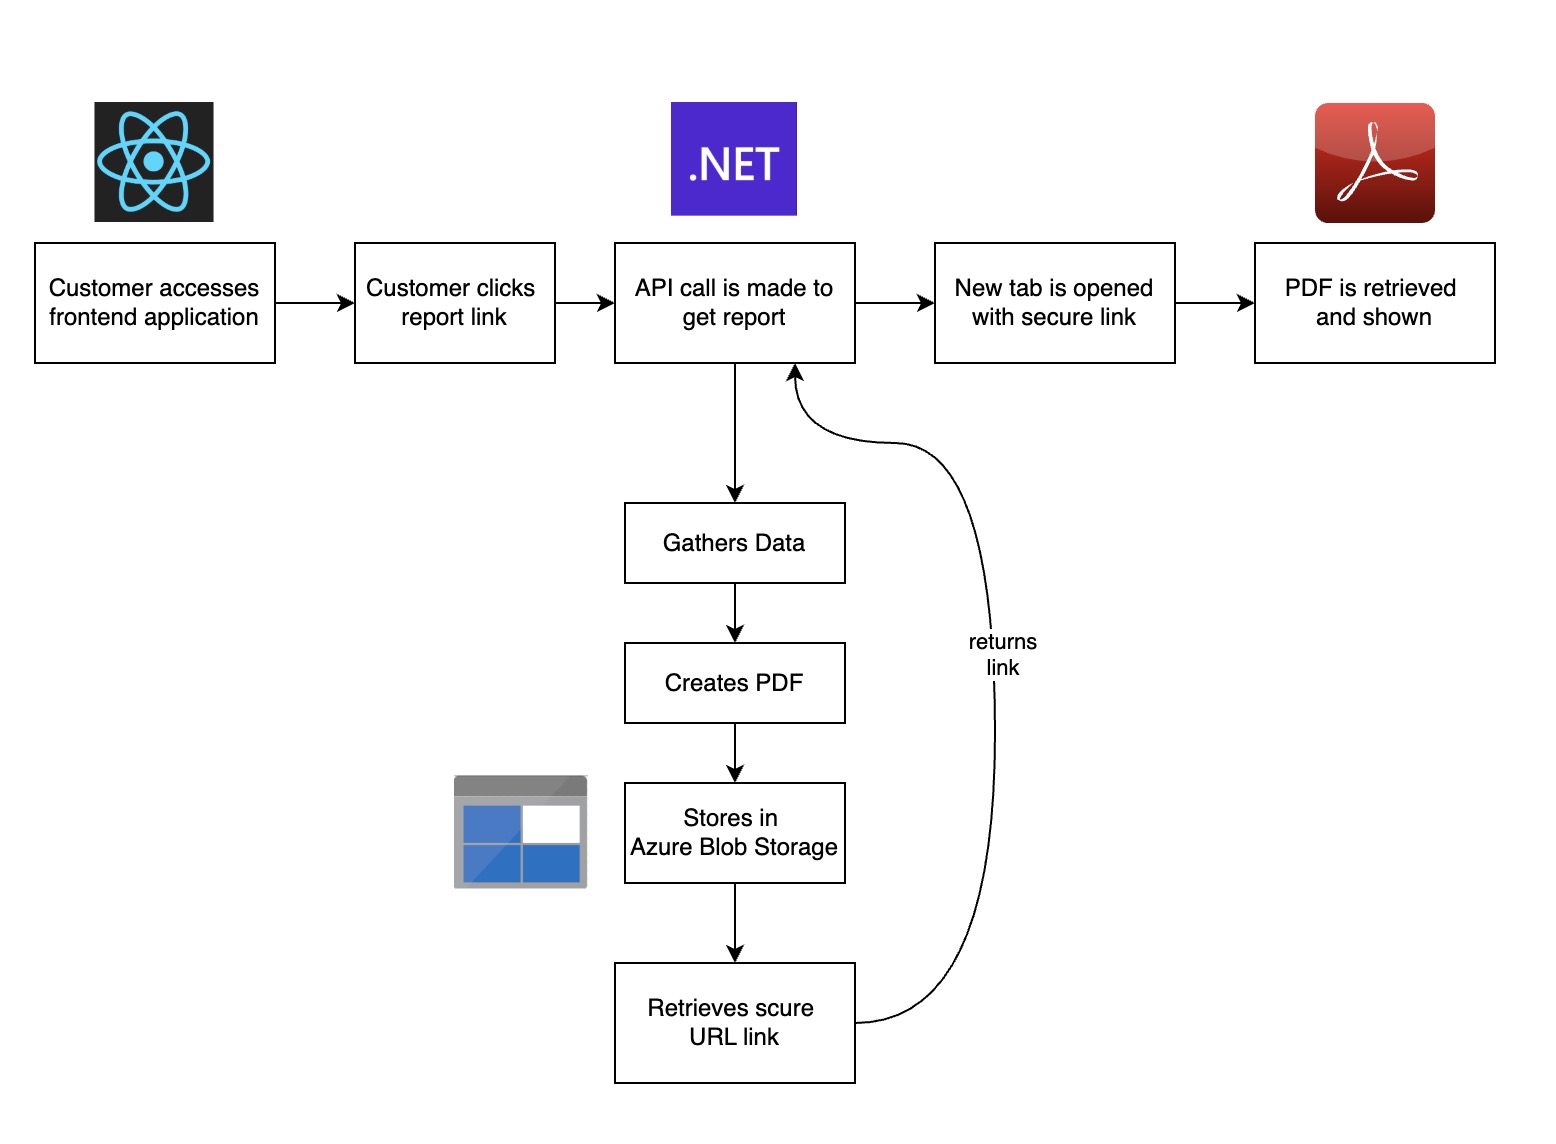 .NET
Customer accesses
frontend application
Customer clicks
report link
API call is made to
get report
New tab is opened
with secure link
PDF is retrieved
and shown
Gathers Data
returns
link
Creates PDF
Stores in
Azure Blob Storage
Retrieves scure
URL link